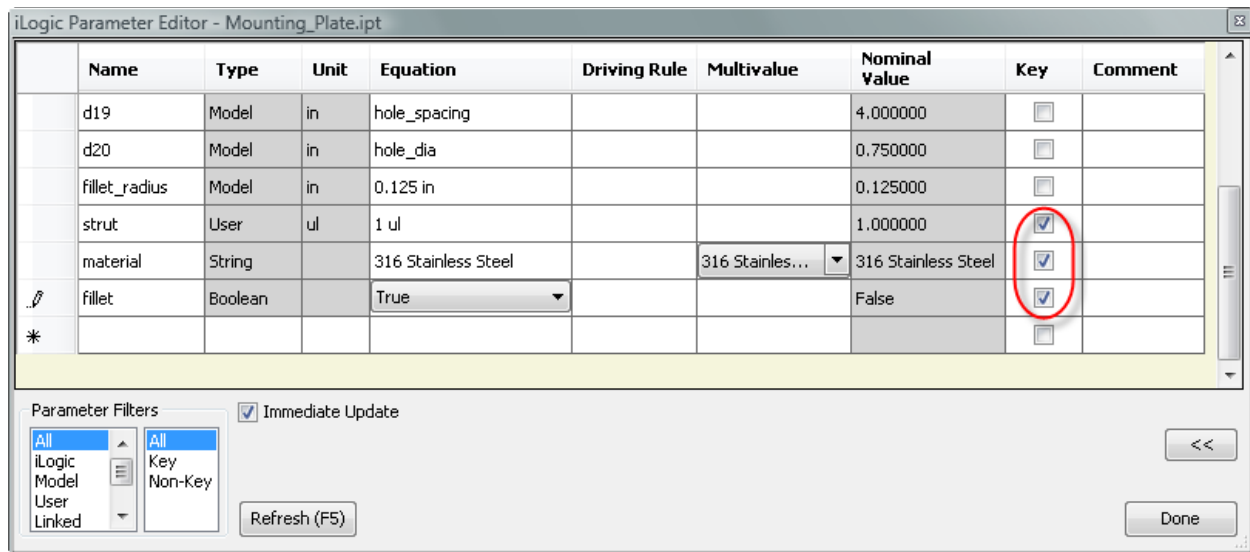 iLogic Parameter Editor - Mounting_Plate.ipt
Name Type Unit Equation Driving Rule Multivalue Nominal Value Key Comment
d19 Model in hole_spacing 4.000000
d20 Model in hole_dia 0.750000
fillet_radius Model in 0.125 in 0.125000
strut User ul 1 ul 1.000000
material String 316 Stainless Steel 316 Stainles... 316 Stainless Steel
fillet Boolean True False
Parameter Filters
Immediate Update
All All
iLogic Key
Model Non-Key
User
Linked
<<
Refresh (F5) Done